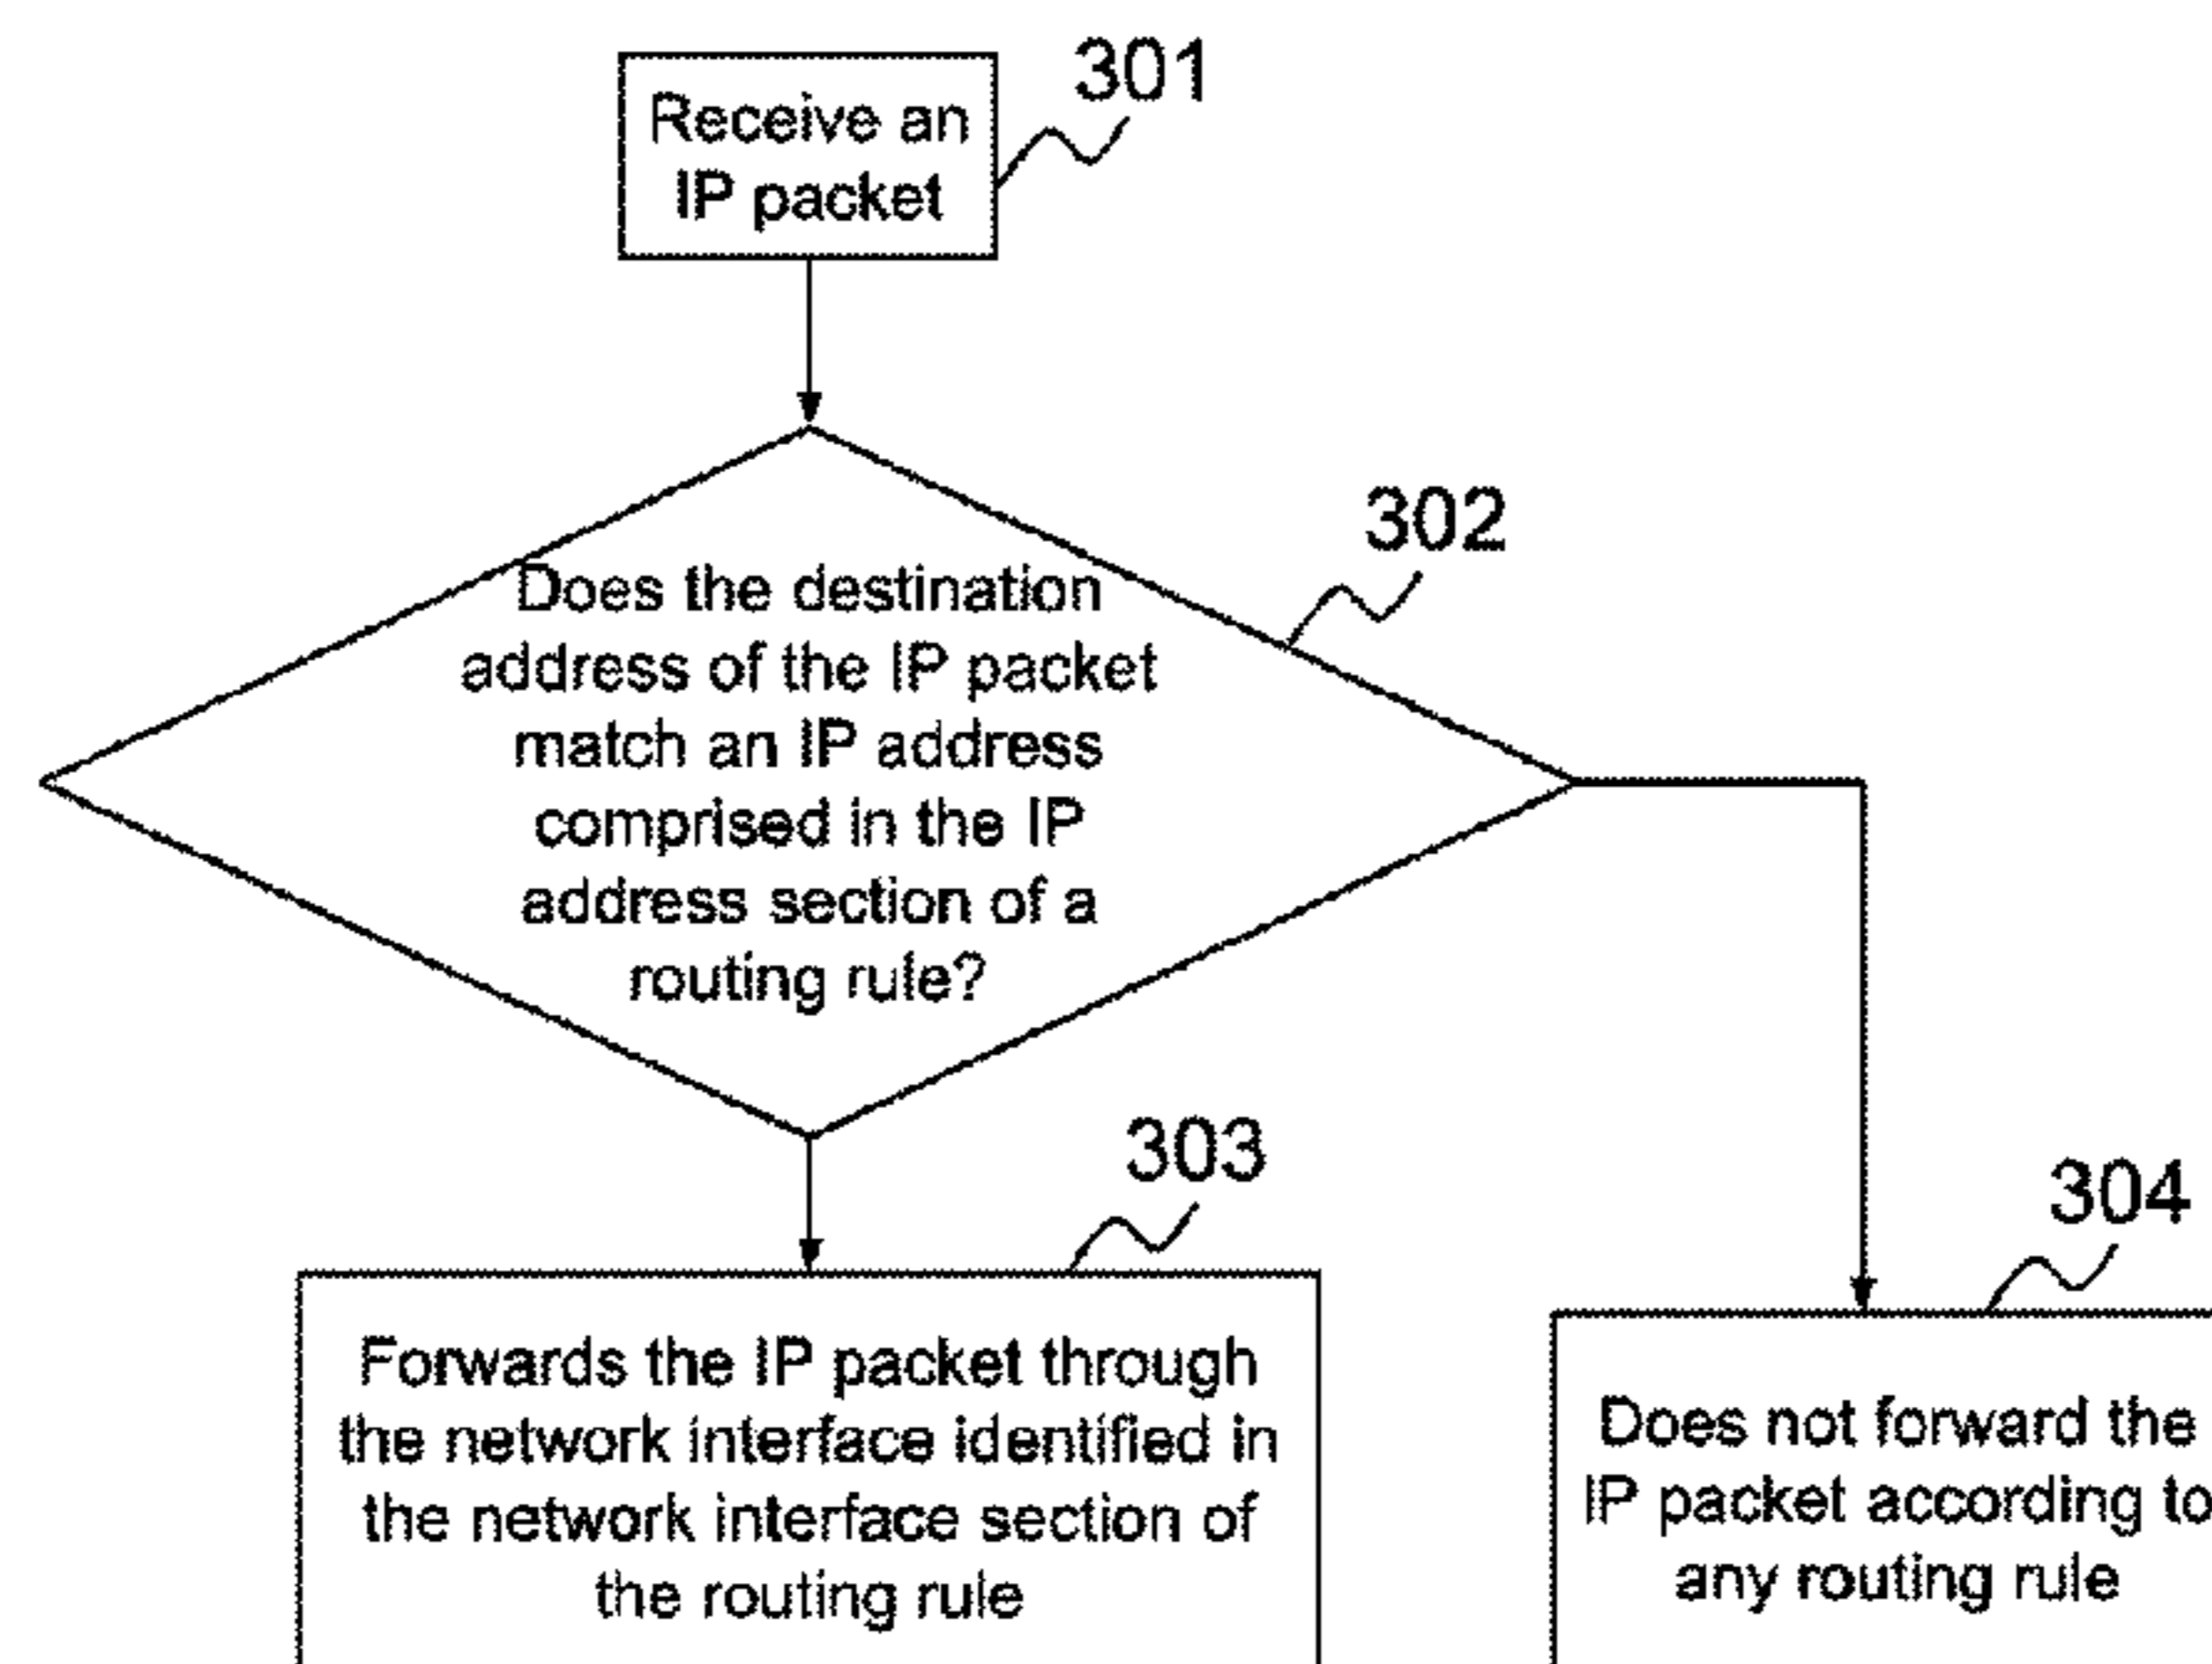 301
Receive an
IP packet
302
Does the destination
address of the IP packet
match an IP address
comprised in the IP
address section of a
routing rule?
303
304
Forwards the IP packet through
the network interface identified in
the network interface section of
the routing rule
Does not forward the
IP packet according to
any routing rule